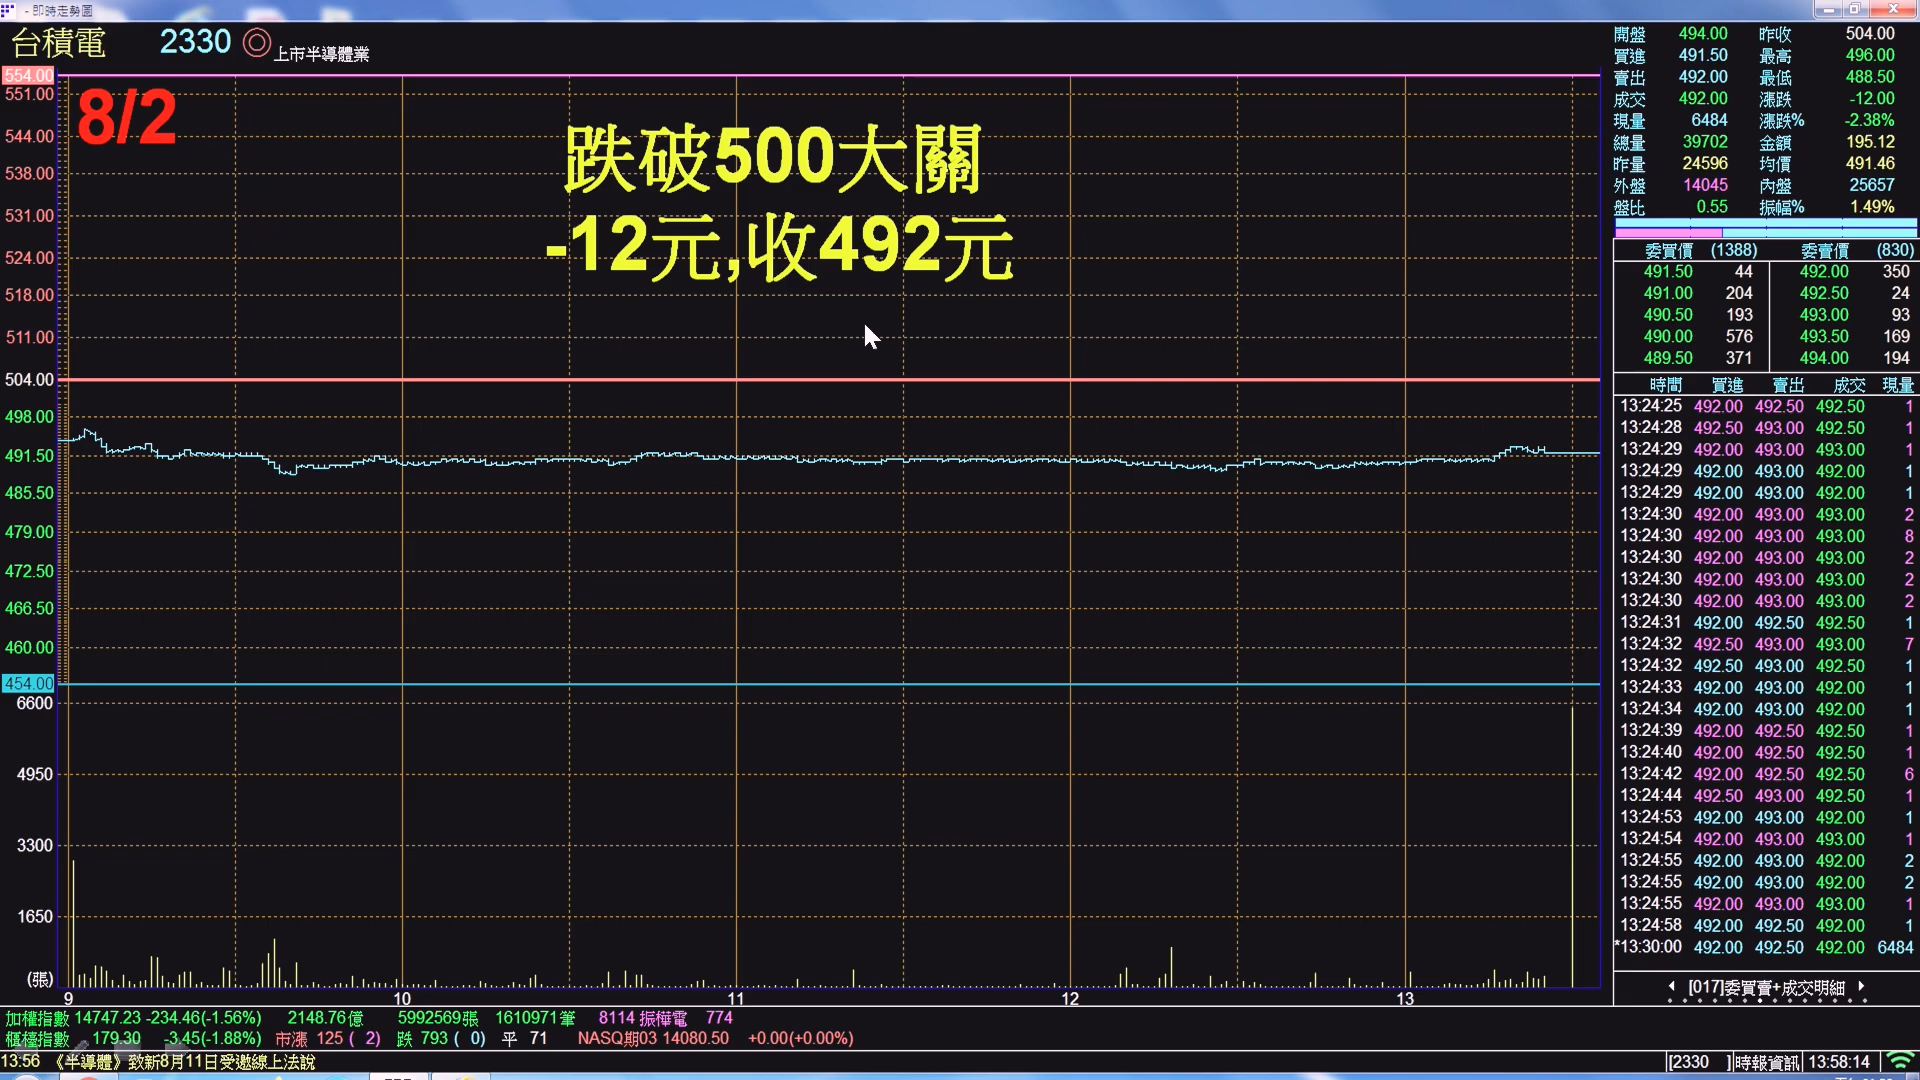 - 即時走勢圖
台積電 2330 ◎ 上市半導體業
8/2
跌破500大關
-12元,收492元
554.00
551.00
544.00
538.00
531.00
524.00
518.00
511.00
504.00
498.00
491.50
485.50
479.00
472.50
466.50
460.00
454.00
6600
4950
3300
1650
(張)
9 10 11 12 13
開盤 494.00 昨收 504.00
買進 491.50 最高 496.00
賣出 492.00 最低 488.50
成交 492.00 漲跌 -12.00
現量 6484 漲跌% -2.38%
總量 39702 金額 195.12
昨量 24596 均價 491.46
外盤 14045 內盤 25657
盤比 0.55 振幅% 1.49%
委買價 (1388) 委賣價 (830)
491.50 44 492.00 350
491.00 204 492.50 24
490.50 193 493.00 93
490.00 576 493.50 169
489.50 371 494.00 194
時間 買進 賣出 成交 現量
13:24:25 492.00 492.50 492.50 1
13:24:28 492.50 493.00 492.50 1
13:24:29 492.00 493.00 493.00 1
13:24:29 492.00 493.00 492.00 1
13:24:29 492.00 493.00 492.00 1
13:24:30 492.00 493.00 493.00 2
13:24:30 492.00 493.00 493.00 8
13:24:30 492.00 493.00 493.00 2
13:24:30 492.00 493.00 493.00 2
13:24:30 492.00 493.00 493.00 2
13:24:31 492.00 492.50 492.50 1
13:24:32 492.50 493.00 493.00 7
13:24:32 492.50 493.00 492.50 1
13:24:33 492.00 493.00 492.00 1
13:24:34 492.00 493.00 492.00 1
13:24:39 492.00 492.50 492.50 1
13:24:40 492.00 492.50 492.50 1
13:24:42 492.00 492.50 492.50 6
13:24:44 492.50 493.00 492.50 1
13:24:53 492.00 493.00 492.00 1
13:24:54 492.00 493.00 493.00 1
13:24:55 492.00 493.00 492.00 2
13:24:55 492.00 493.00 492.00 2
13:24:55 492.00 493.00 493.00 1
13:24:58 492.00 492.50 492.00 1
*13:30:00 492.00 492.50 492.00 6484
[017]委買賣+成交明細
加權指數 14747.23 -234.46(-1.56%) 2148.76億 5992569張 1610971筆 8114 振樺電 774
櫃檯指數 179.30 -3.45(-1.88%) 市漲 125 ( 2) 跌 793 ( 0) 平 71 NASQ期03 14080.50 +0.00(+0.00%)
13:56 《半導體》致新8月11日受邀線上法說 [2330 ]時報資訊 13:58:14